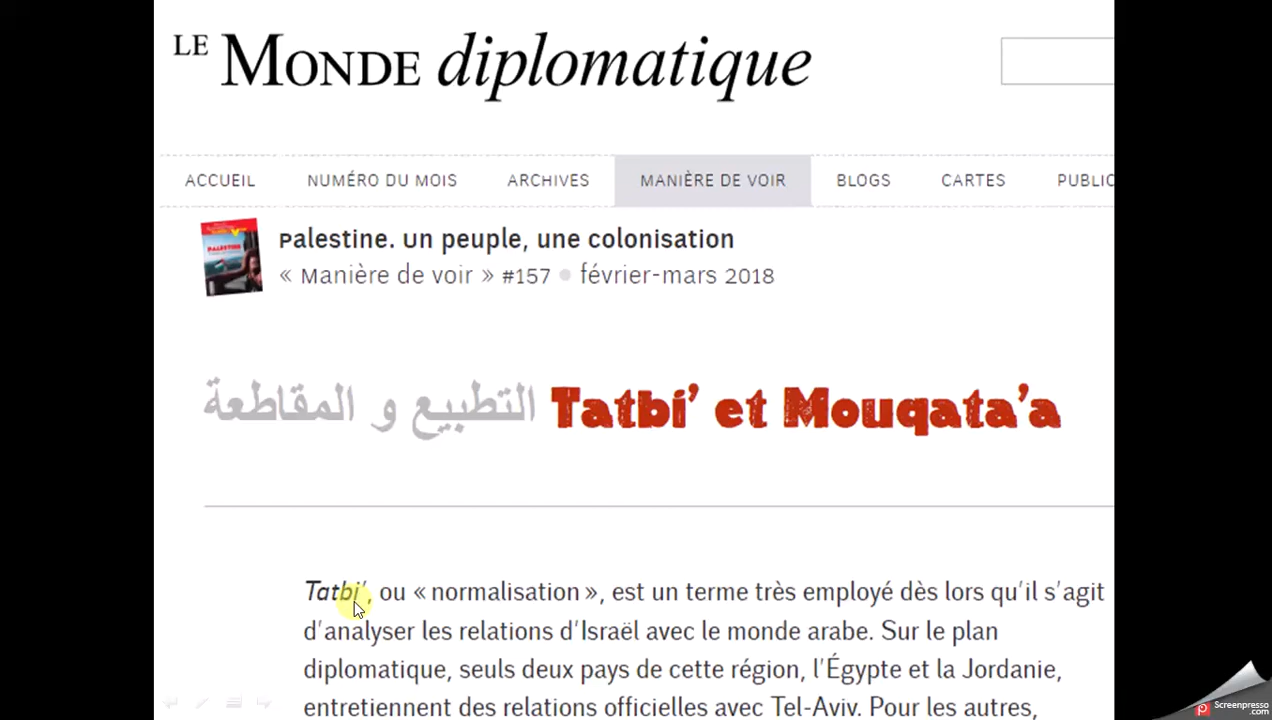 LE MONDE diplomatique
ACCUEIL NUMÉRO DU MOIS ARCHIVES MANIÈRE DE VOIR BLOGS CARTES PUBLIC
Palestine. Un peuple, une colonisation
« Manière de voir » #157 ● février-mars 2018
التطبيع و المقاطعة Tatbi’ et Mouqata’a
Tatbi’, ou « normalisation », est un terme très employé dès lors qu’il s’agit
d’analyser les relations d’Israël avec le monde arabe. Sur le plan
diplomatique, seuls deux pays de cette région, l’Égypte et la Jordanie,
entretiennent des relations officielles avec Tel-Aviv. Pour les autres,
Screenpresso
.com